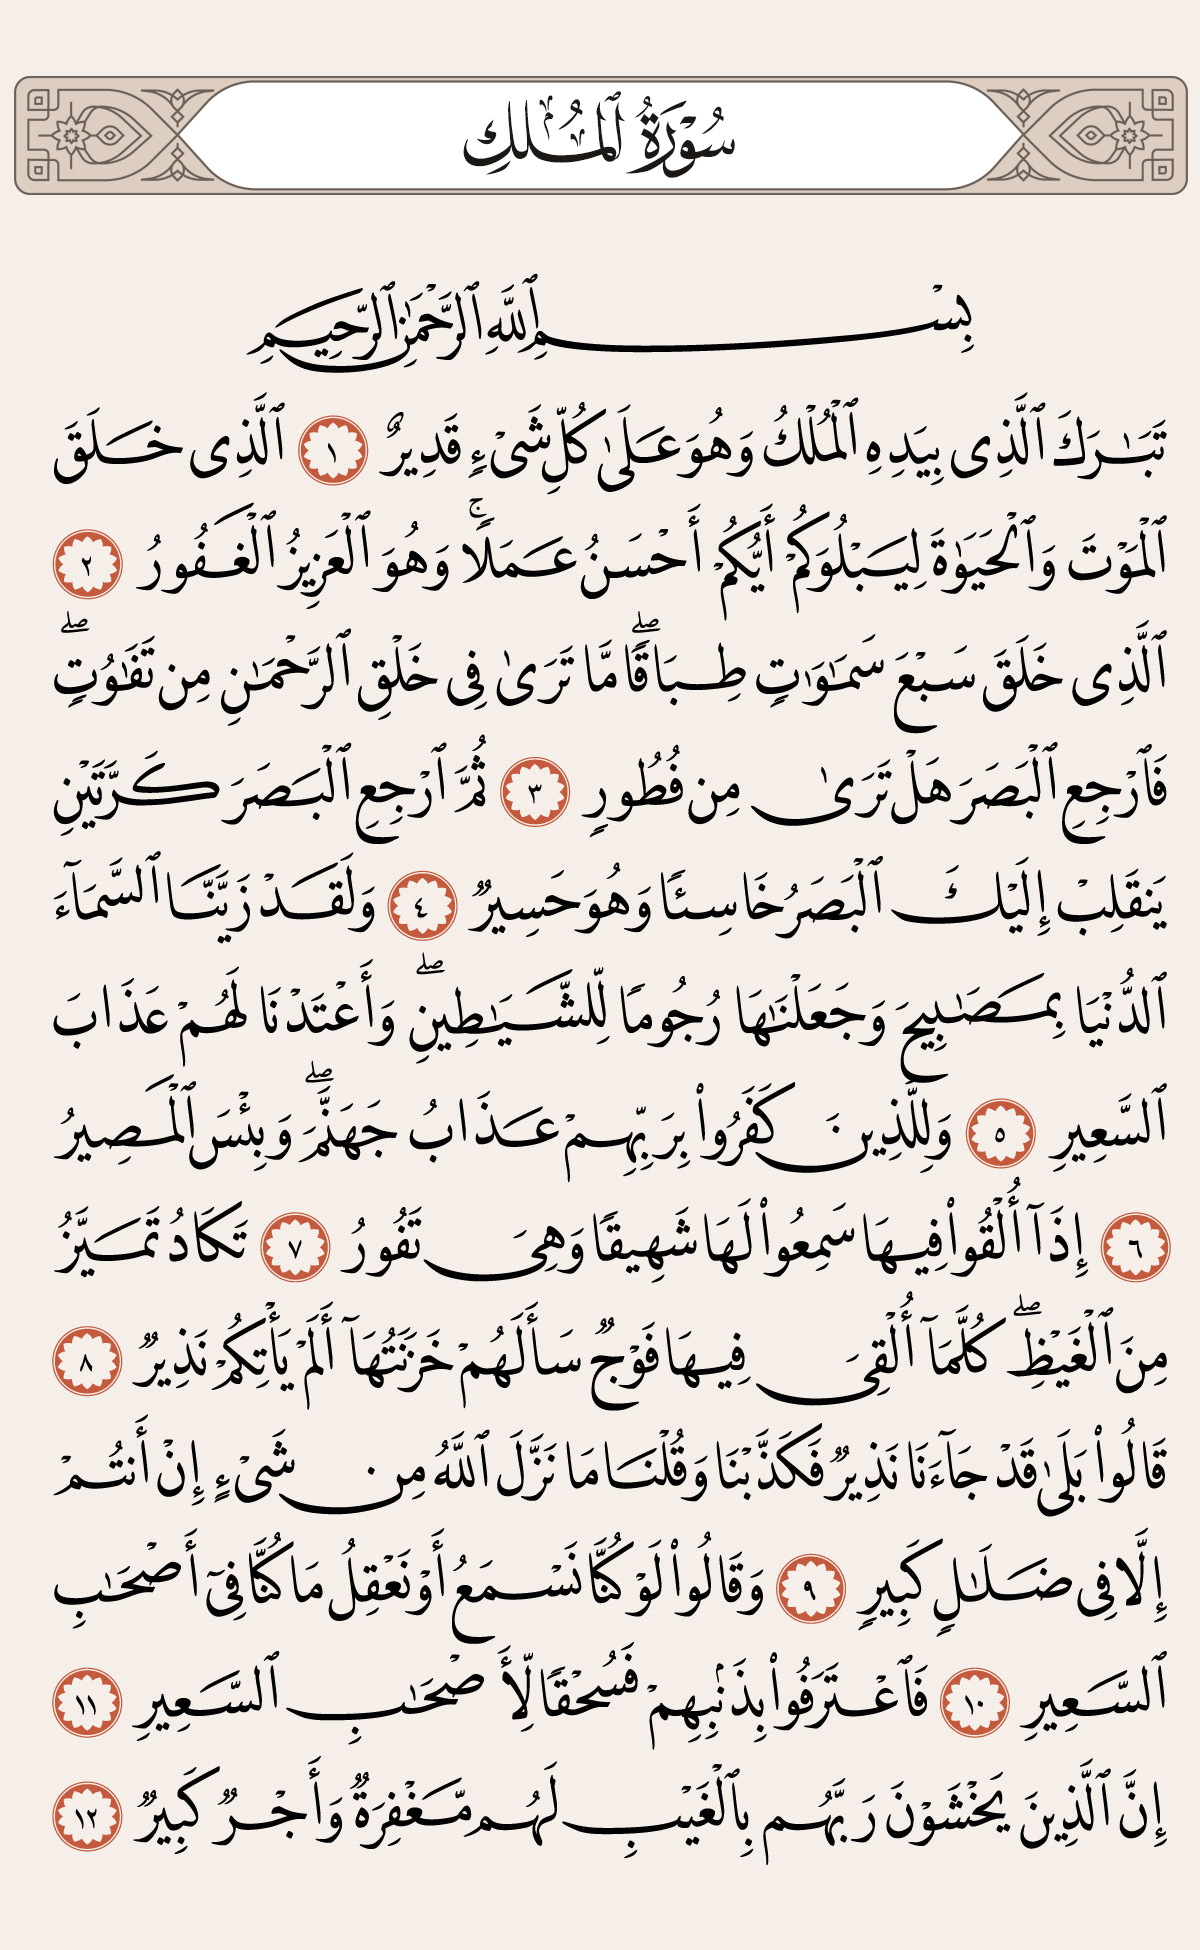 سُورَةُ ٱلْمُلْكِ
بِسْمِ ٱللَّهِ ٱلرَّحْمَٰنِ ٱلرَّحِيمِ
تَبَٰرَكَ ٱلَّذِى بِيَدِهِ ٱلْمُلْكُ وَهُوَ عَلَىٰ كُلِّ شَىْءٍ قَدِيرٌ ١ ٱلَّذِى خَلَقَ
ٱلْمَوْتَ وَٱلْحَيَوٰةَ لِيَبْلُوَكُمْ أَيُّكُمْ أَحْسَنُ عَمَلًا ۚ وَهُوَ ٱلْعَزِيزُ ٱلْغَفُورُ ٢
ٱلَّذِى خَلَقَ سَبْعَ سَمَٰوَٰتٍ طِبَاقًا ۖ مَّا تَرَىٰ فِى خَلْقِ ٱلرَّحْمَٰنِ مِن تَفَٰوُتٍ ۖ
فَٱرْجِعِ ٱلْبَصَرَ هَلْ تَرَىٰ مِن فُطُورٍ ٣ ثُمَّ ٱرْجِعِ ٱلْبَصَرَ كَرَّتَيْنِ
يَنقَلِبْ إِلَيْكَ ٱلْبَصَرُ خَاسِئًا وَهُوَ حَسِيرٌ ٤ وَلَقَدْ زَيَّنَّا ٱلسَّمَآءَ
ٱلدُّنْيَا بِمَصَٰبِيحَ وَجَعَلْنَٰهَا رُجُومًا لِّلشَّيَٰطِينِ ۖ وَأَعْتَدْنَا لَهُمْ عَذَابَ
ٱلسَّعِيرِ ٥ وَلِلَّذِينَ كَفَرُوا۟ بِرَبِّهِمْ عَذَابُ جَهَنَّمَ ۖ وَبِئْسَ ٱلْمَصِيرُ
٦ إِذَآ أُلْقُوا۟ فِيهَا سَمِعُوا۟ لَهَا شَهِيقًا وَهِىَ تَفُورُ ٧ تَكَادُ تَمَيَّزُ
مِنَ ٱلْغَيْظِ ۖ كُلَّمَآ أُلْقِىَ فِيهَا فَوْجٌ سَأَلَهُمْ خَزَنَتُهَآ أَلَمْ يَأْتِكُمْ نَذِيرٌ ٨
قَالُوا۟ بَلَىٰ قَدْ جَآءَنَا نَذِيرٌ فَكَذَّبْنَا وَقُلْنَا مَا نَزَّلَ ٱللَّهُ مِن شَىْءٍ إِنْ أَنتُمْ
إِلَّا فِى ضَلَٰلٍ كَبِيرٍ ٩ وَقَالُوا۟ لَوْ كُنَّا نَسْمَعُ أَوْ نَعْقِلُ مَا كُنَّا فِىٓ أَصْحَٰبِ
ٱلسَّعِيرِ ١٠ فَٱعْتَرَفُوا۟ بِذَنۢبِهِمْ فَسُحْقًا لِّأَصْحَٰبِ ٱلسَّعِيرِ ١١
إِنَّ ٱلَّذِينَ يَخْشَوْنَ رَبَّهُم بِٱلْغَيْبِ لَهُم مَّغْفِرَةٌ وَأَجْرٌ كَبِيرٌ ١٢